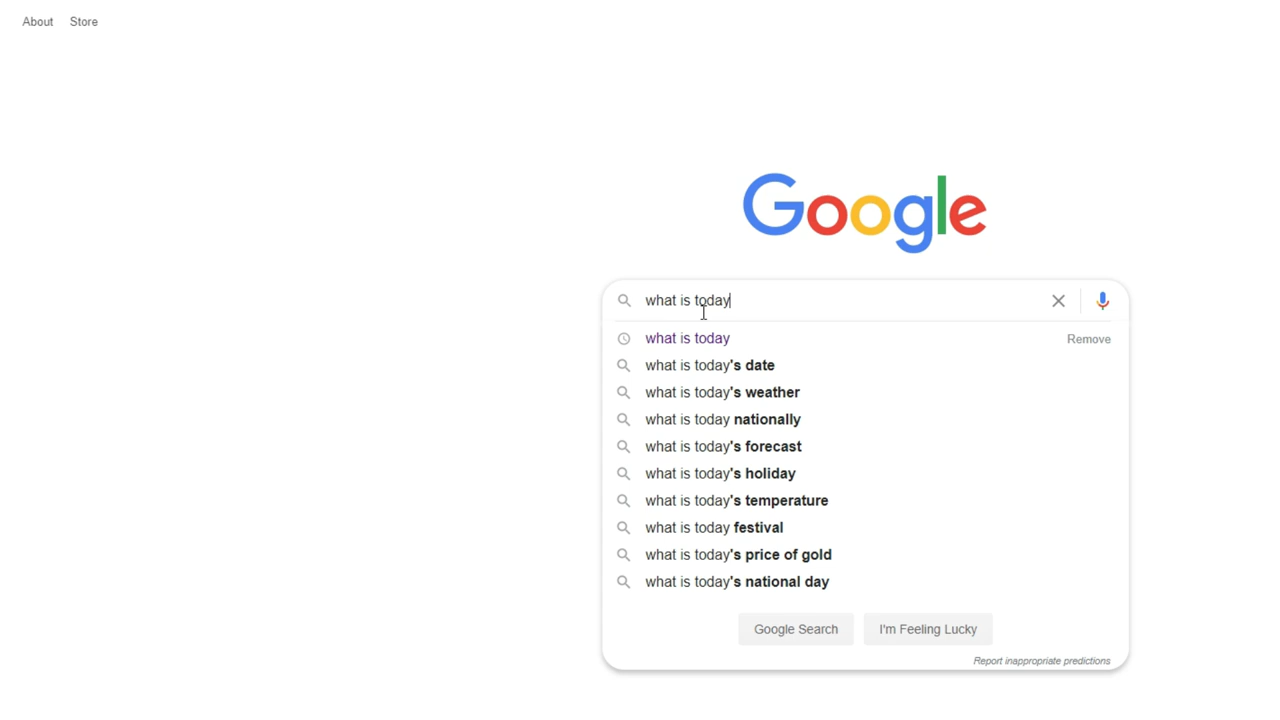 About Store
Google
what is today
what is today Remove
what is today's date
what is today's weather
what is today nationally
what is today's forecast
what is today's holiday
what is today's temperature
what is today festival
what is today's price of gold
what is today's national day
Google Search I'm Feeling Lucky
Report inappropriate predictions